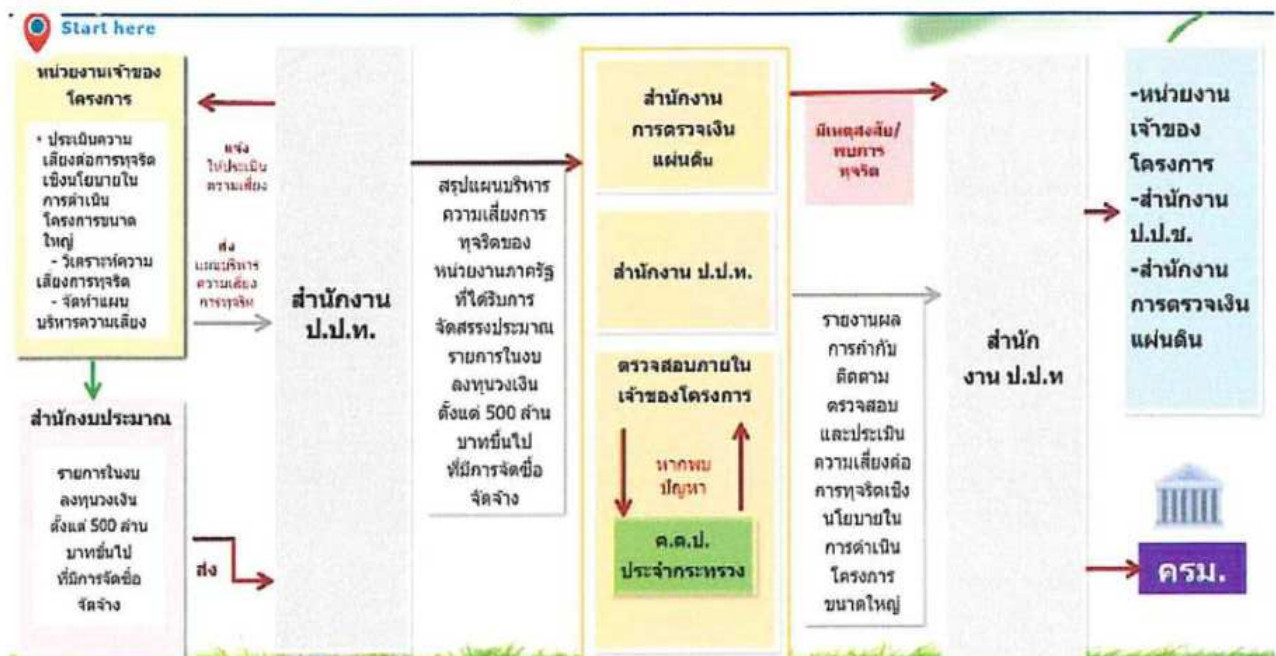 Start here
หน่วยงานเจ้าของ
โครงการ
• ประเมินความ
เสี่ยงต่อการทุจริต
เชิงนโยบายใน
การดำเนิน
โครงการขนาด
ใหญ่
- วิเคราะห์ความ
เสี่ยงการทุจริต
- จัดทำแผน
บริหารความเสี่ยง
แจ้ง
ให้ประเมิน
ความเสี่ยง
ส่ง
แผนบริหาร
ความเสี่ยง
การทุจริต
สำนักงบประมาณ
รายการในงบ
ลงทุนวงเงิน
ตั้งแต่ 500 ล้าน
บาทขึ้นไป
ที่มีการจัดซื้อ
จัดจ้าง
ส่ง
สำนักงาน
ป.ป.ท.
สรุปแผนบริหาร
ความเสี่ยงการ
ทุจริตของ
หน่วยงานภาครัฐ
ที่ได้รับการ
จัดสรรงประมาณ
รายการในงบ
ลงทุนวงเงิน
ตั้งแต่ 500 ล้าน
บาทขึ้นไป
ที่มีการจัดซื้อ
จัดจ้าง
สำนักงาน
การตรวจเงิน
แผ่นดิน
สำนักงาน ป.ป.ท.
ตรวจสอบภายใน
เจ้าของโครงการ
หากพบ
ปัญหา
ค.ต.ป.
ประจำกระทรวง
มีเหตุสงสัย/
พบการ
ทุจริต
รายงานผล
การกำกับ
ติดตาม
ตรวจสอบ
และประเมิน
ความเสี่ยงต่อ
การทุจริตเชิง
นโยบายใน
การดำเนิน
โครงการ
ขนาดใหญ่
สำนัก
งาน ป.ป.ท
-หน่วยงาน
เจ้าของ
โครงการ
-สำนักงาน
ป.ป.ช.
-สำนักงาน
การตรวจเงิน
แผ่นดิน
ครม.